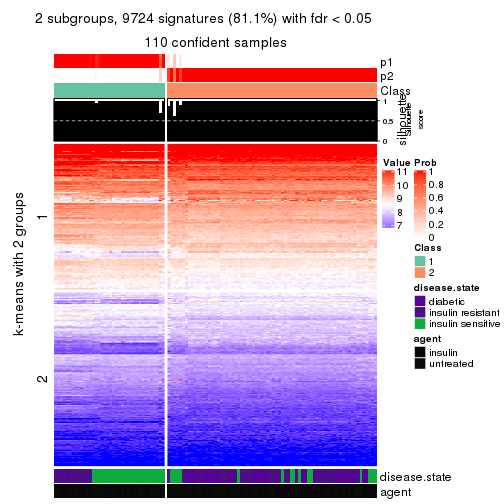 2 subgroups, 9724 signatures (81.1%) with fdr < 0.05
110 confident samples
p1
p2
Class
1
0.5
0
silhouette
silhouette
score
k-means with 2 groups
1
2
Value
11
10
9
8
7
Prob
0.8
0.6
0.4
0.2
0
Class
1
2
disease.state
diabetic
insulin resistant
insulin sensitive
agent
insulin
untreated
disease.state
agent